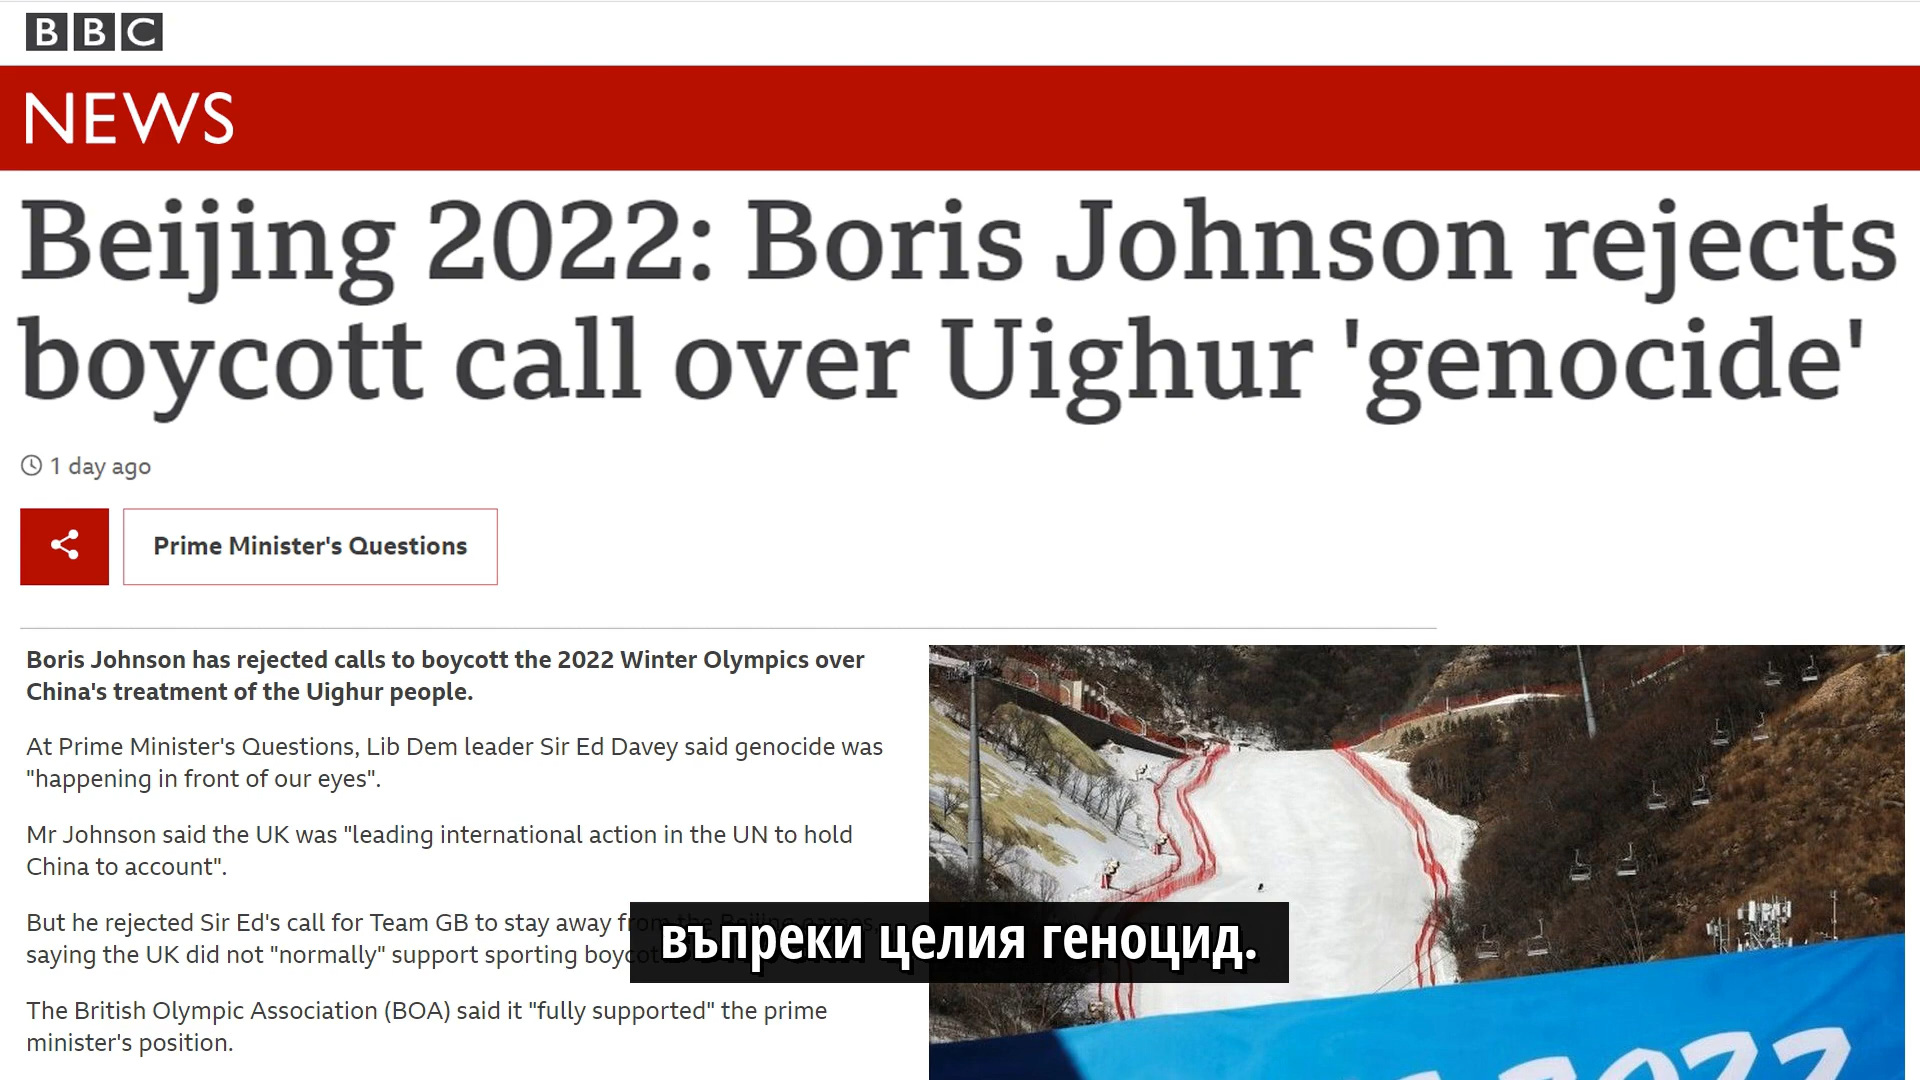 BBC
NEWS
Beijing 2022: Boris Johnson rejects
boycott call over Uighur 'genocide'
1 day ago
Prime Minister's Questions
Boris Johnson has rejected calls to boycott the 2022 Winter Olympics over
China's treatment of the Uighur people.
At Prime Minister's Questions, Lib Dem leader Sir Ed Davey said genocide was
"happening in front of our eyes".
Mr Johnson said the UK was "leading international action in the UN to hold
China to account".
But he rejected Sir Ed's call for Team GB to stay away from the Beijing games,
saying the UK did not "normally" support sporting
The British Olympic Association (BOA) said it "fully supported" the prime
minister's position.
въпреки целия геноцид.
2022